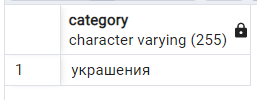 category
character varying (255)
1 украшения